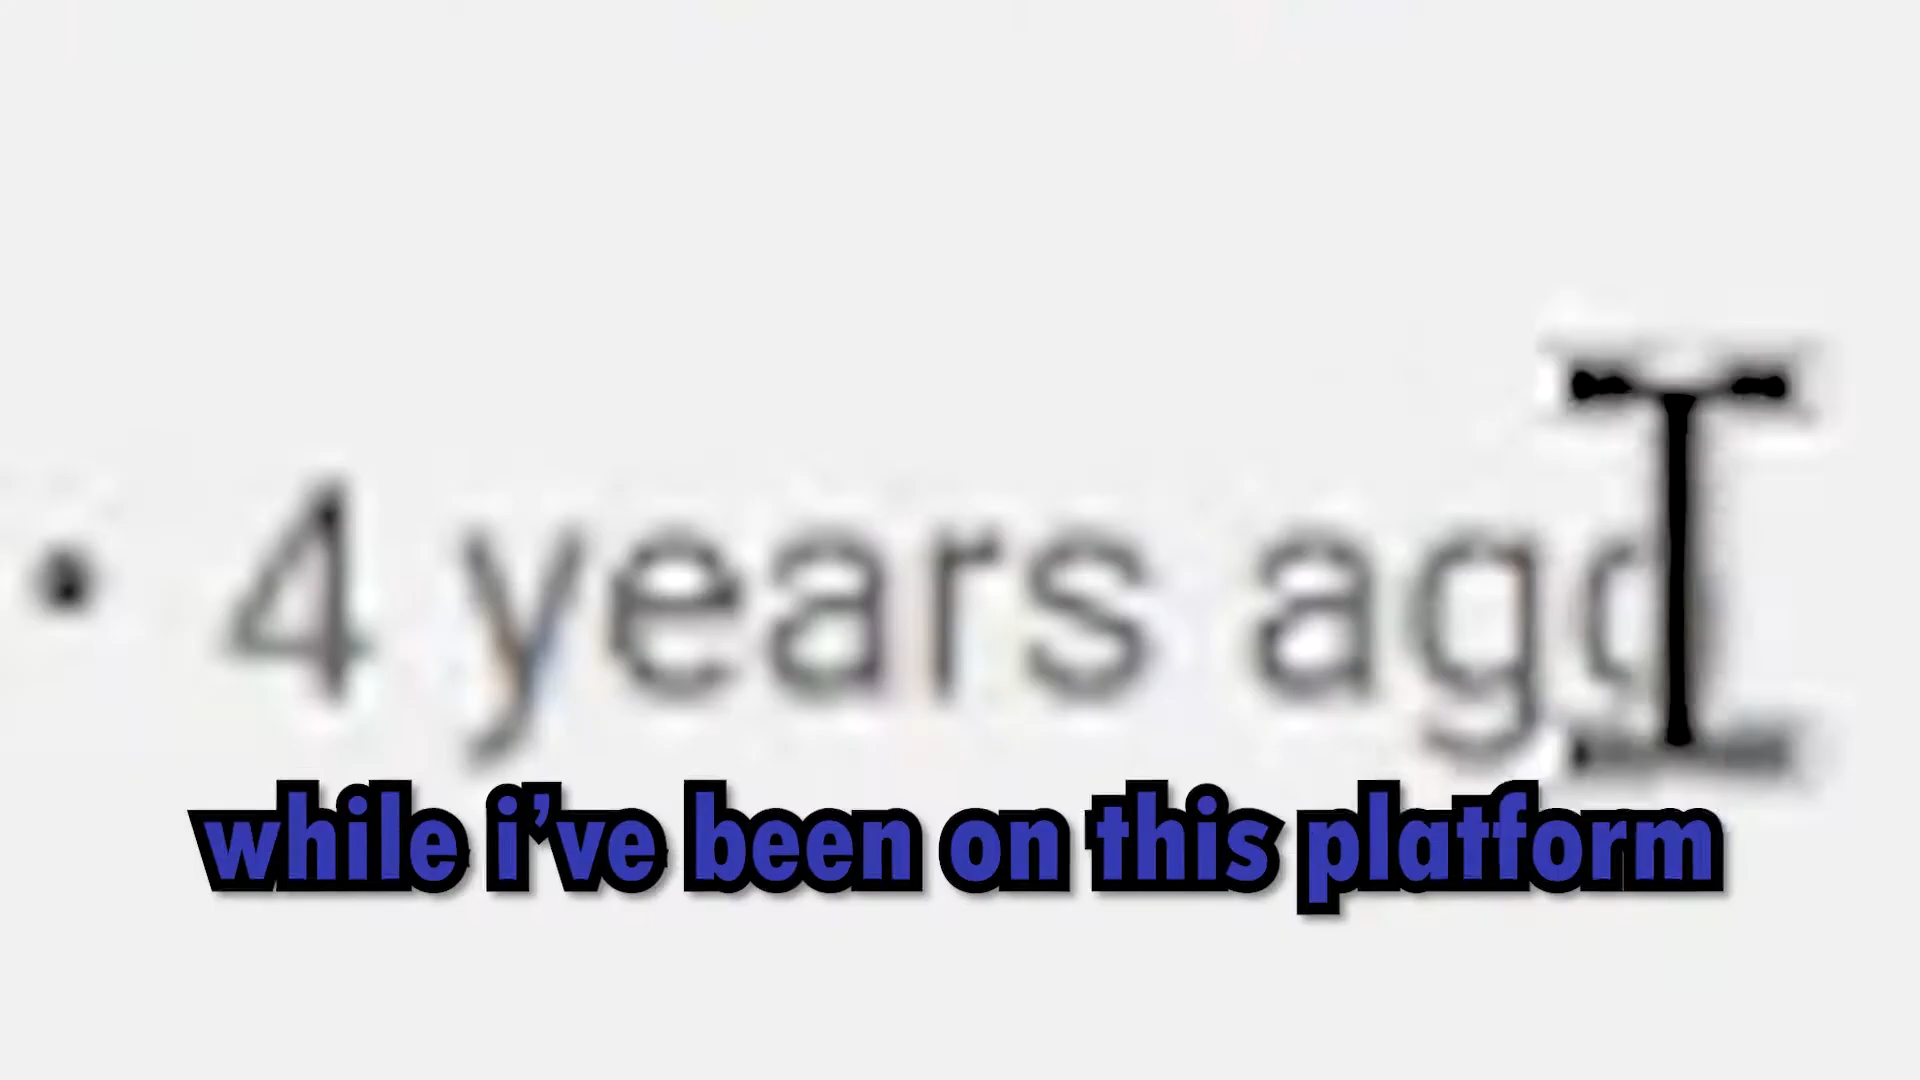 • 4 years ago
while i've been on this platform